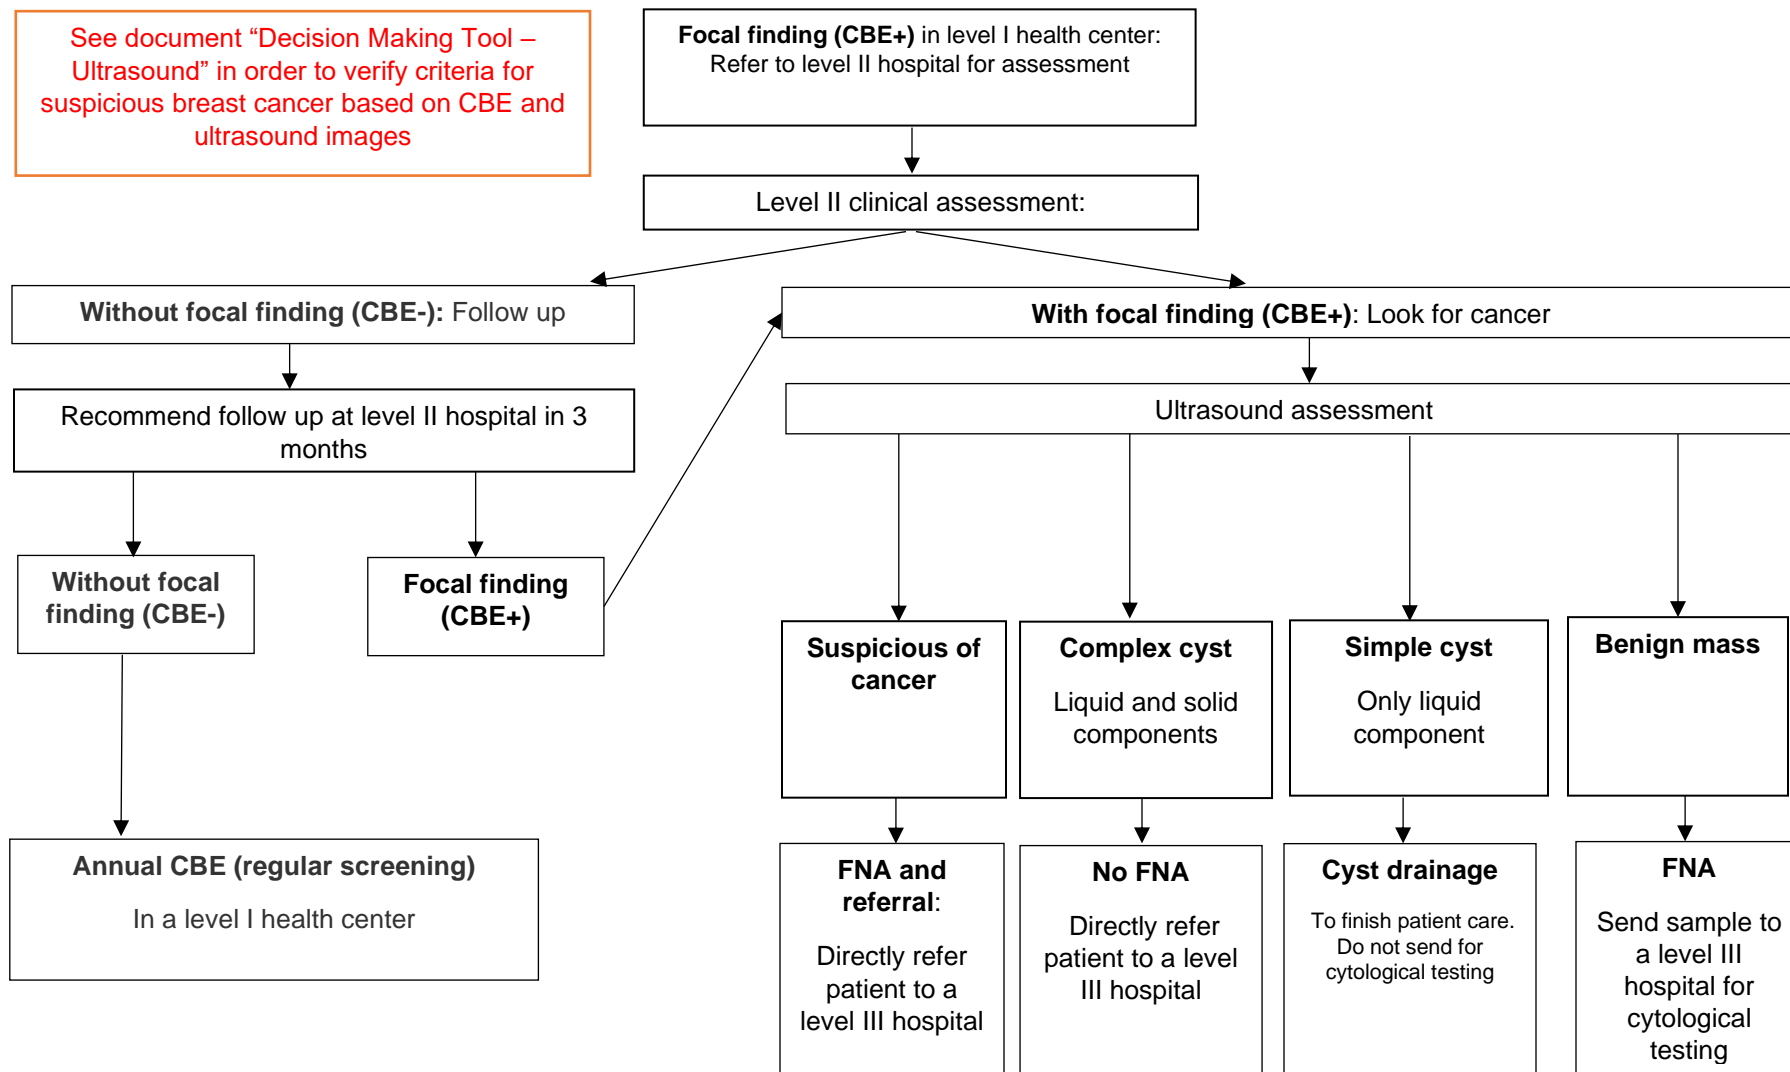 See document “Decision Making Tool –
Ultrasound” in order to verify criteria for
suspicious breast cancer based on CBE and
ultrasound images
Focal finding (CBE+) in level I health center:
Refer to level II hospital for assessment
Level II clinical assessment:
Without focal finding (CBE-): Follow up
With focal finding (CBE+): Look for cancer
Recommend follow up at level II hospital in 3
months
Ultrasound assessment
Without focal
finding (CBE-)
Focal finding
(CBE+)
Suspicious of
cancer
Complex cyst
Liquid and solid
components
Simple cyst
Only liquid
component
Benign mass
Annual CBE (regular screening)
In a level I health center
FNA and
referral:
Directly refer
patient to a
level III hospital
No FNA
Directly refer
patient to a level
III hospital
Cyst drainage
To finish patient care.
Do not send for
cytological testing
FNA
Send sample to
a level III
hospital for
cytological
testing